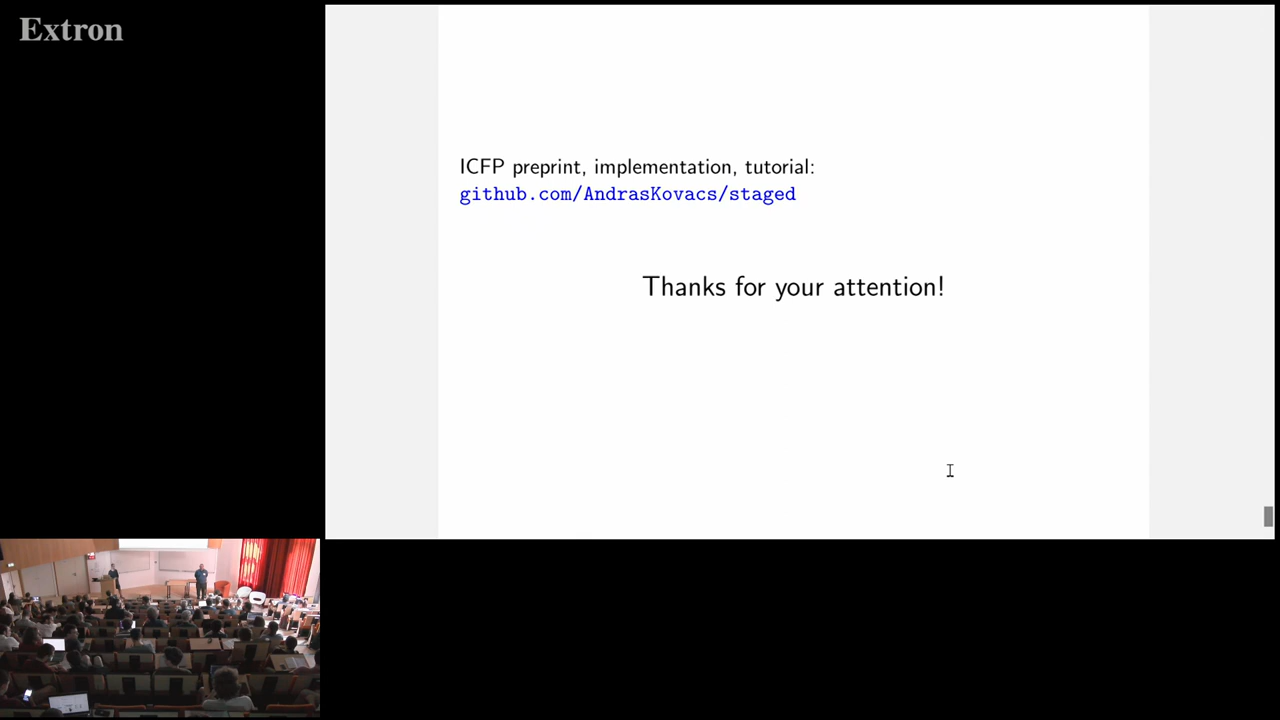 Extron
ICFP preprint, implementation, tutorial:
github.com/AndrasKovacs/staged
Thanks for your attention!